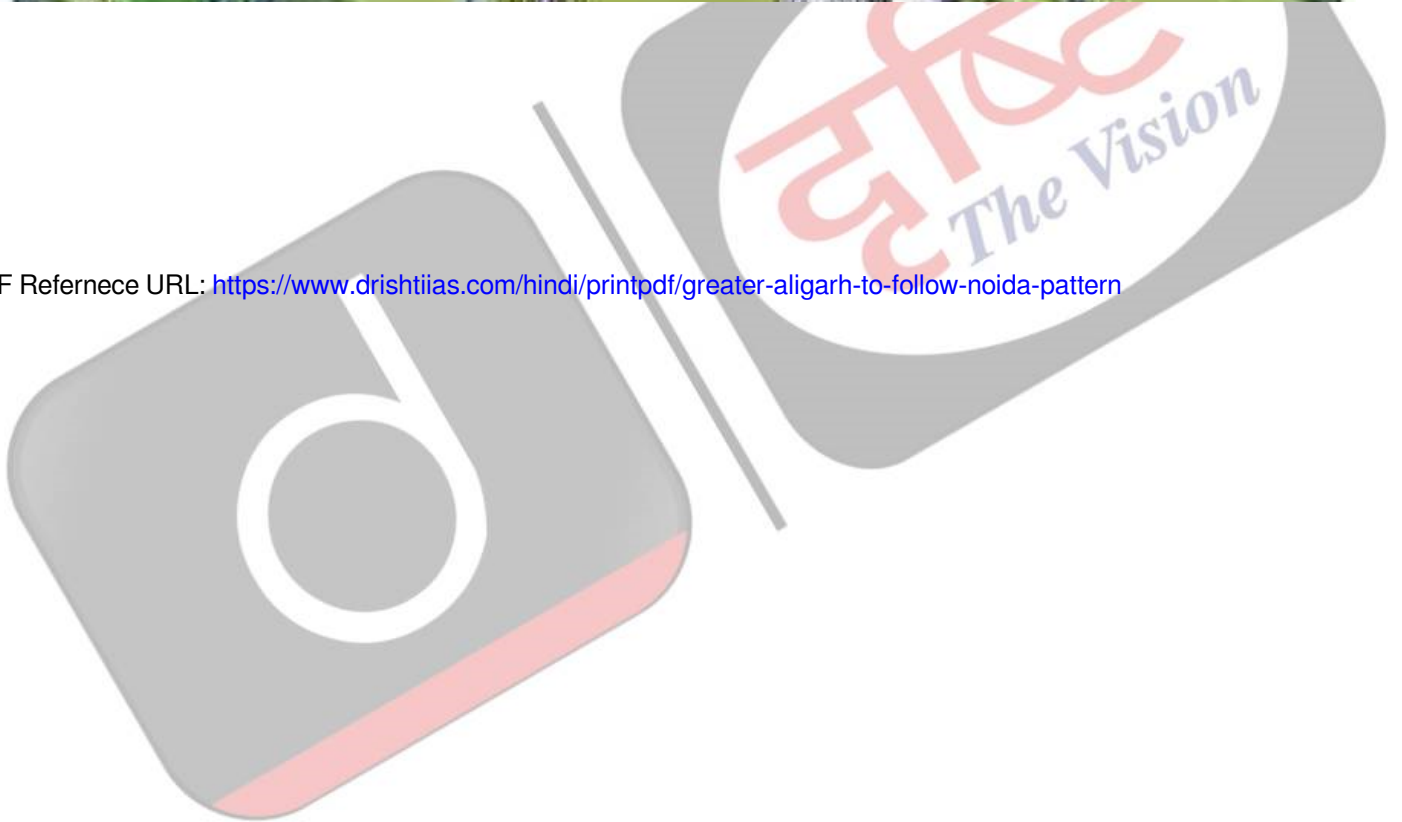 दृष्टि
The Vision
F Refernece URL: https://www.drishtiias.com/hindi/printpdf/greater-aligarh-to-follow-noida-pattern
d